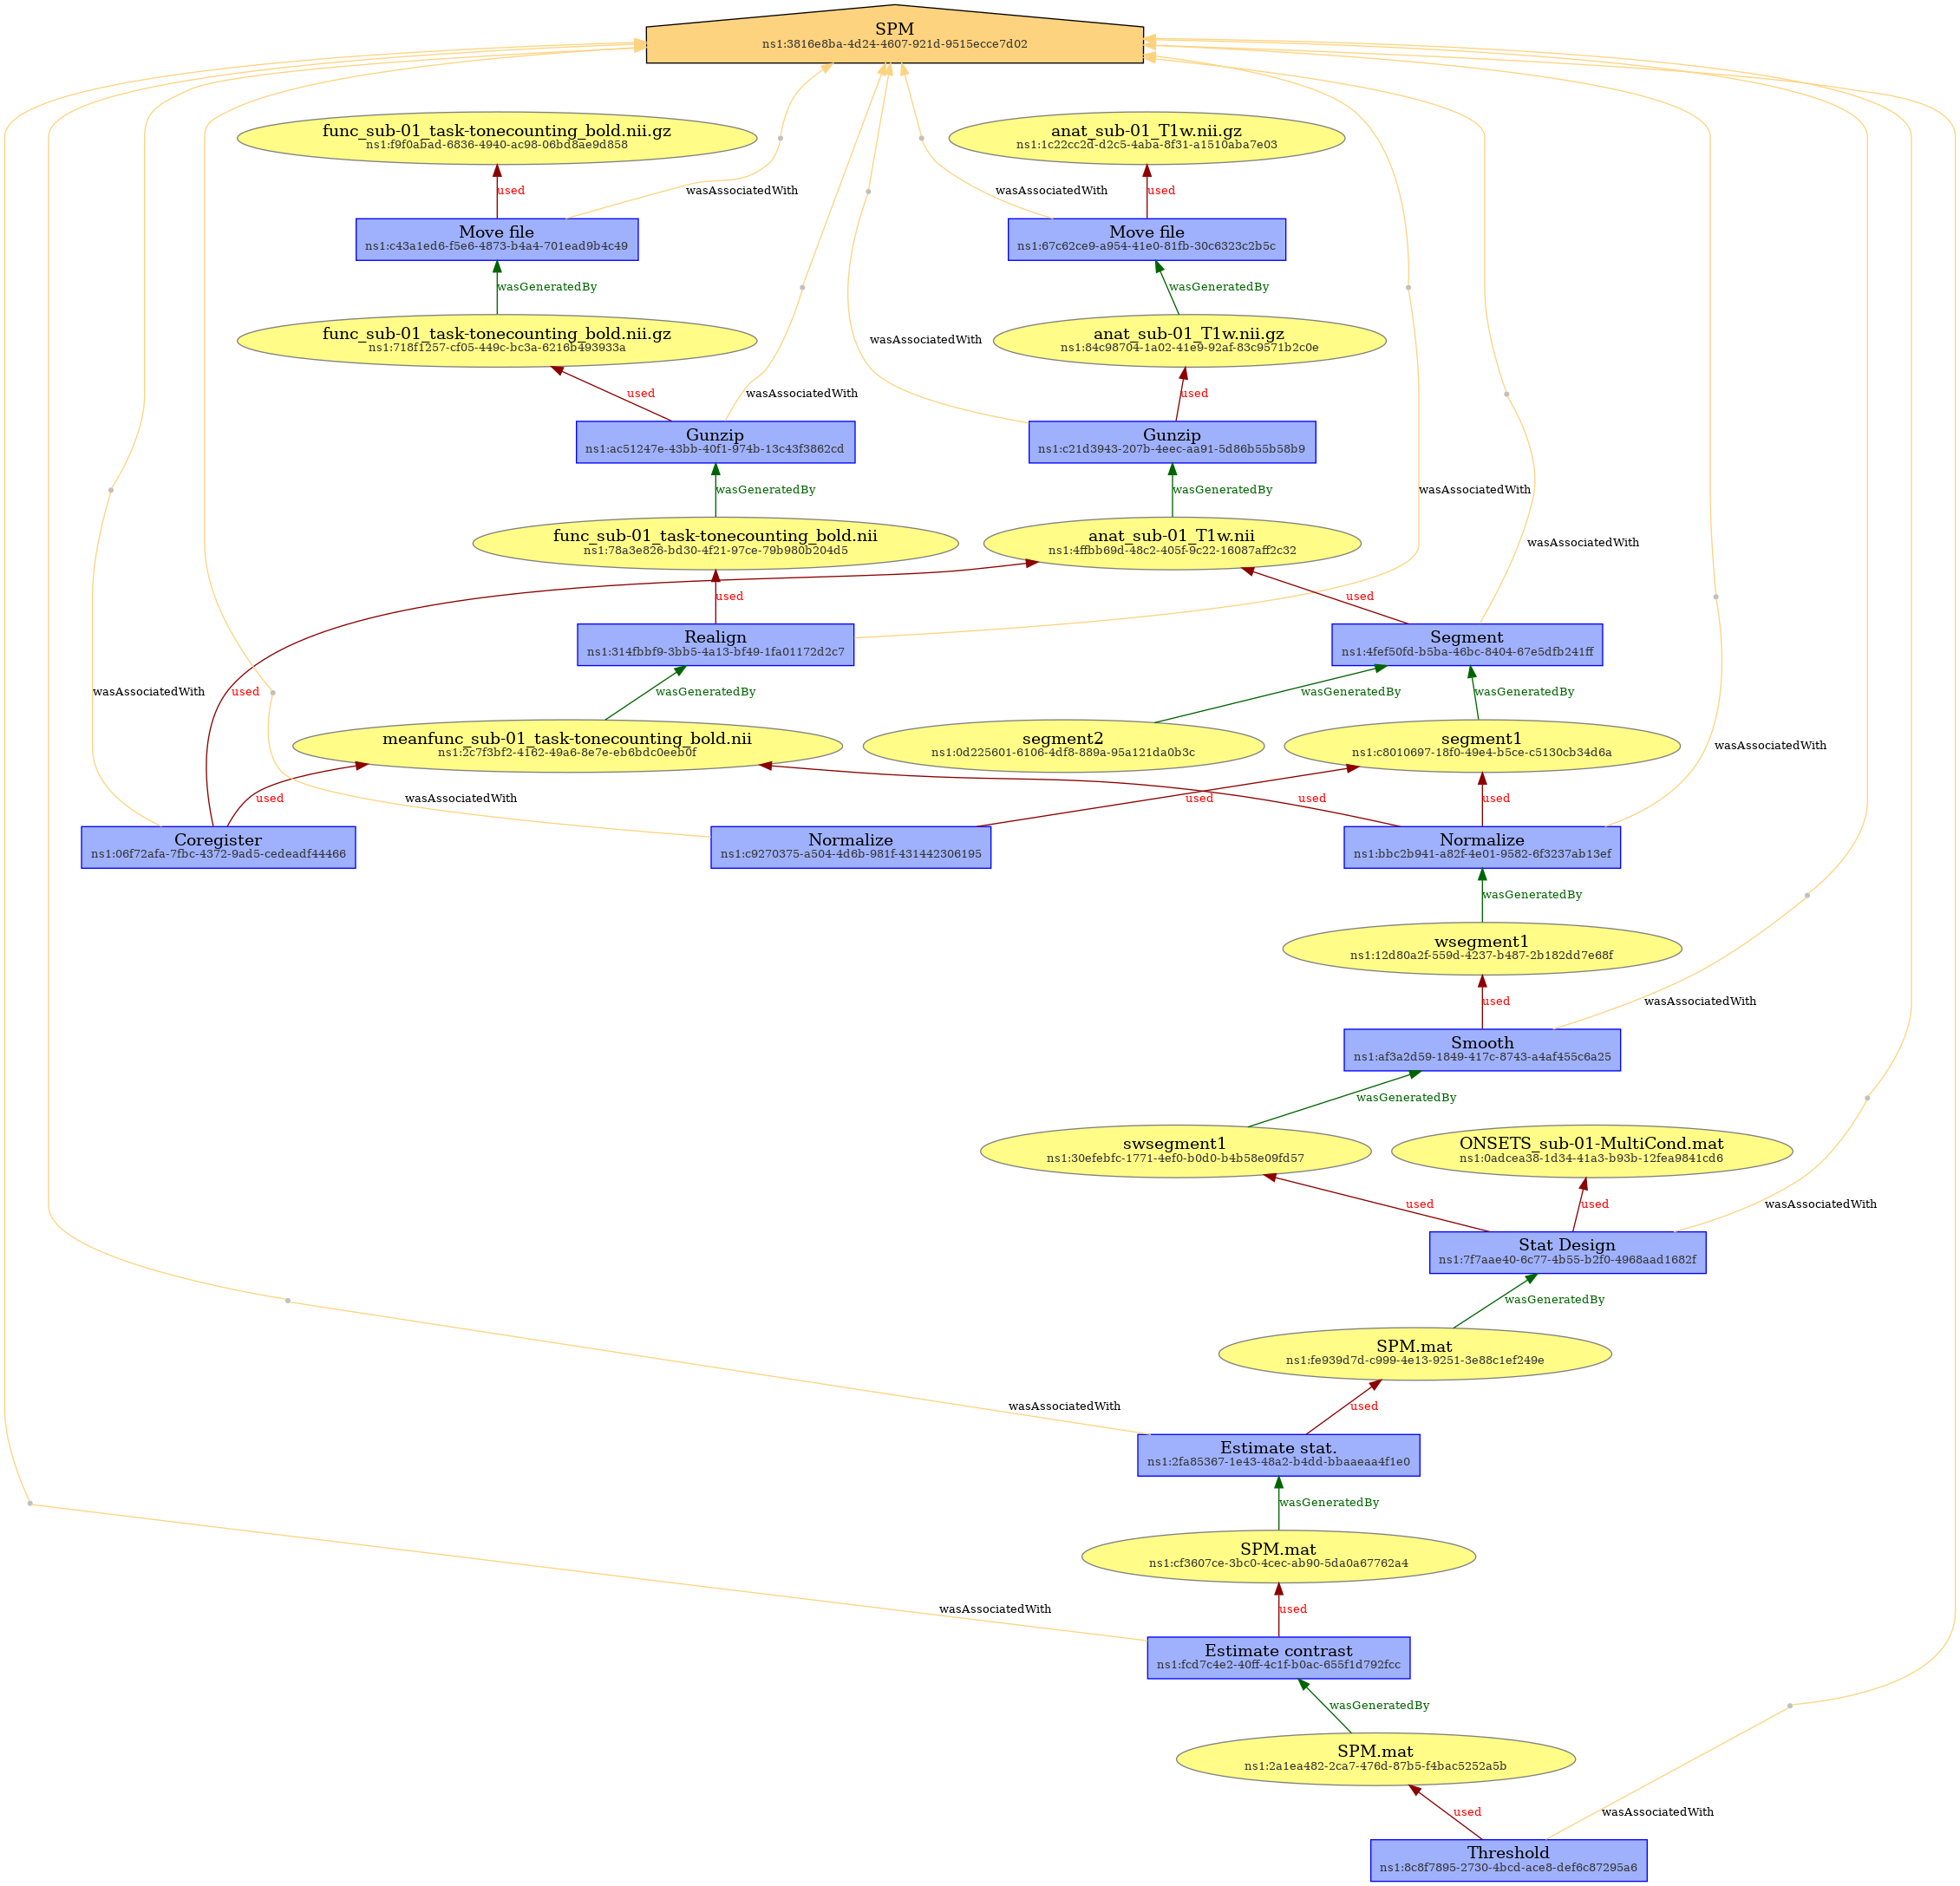 SPM
ns1:3816e8ba-4d24-4607-921d-9515ecce7d02
func_sub-01_task-tonecounting_bold.nii.gz
ns1:f9f0abad-6836-4940-ac98-06bd8ae9d858
anat_sub-01_T1w.nii.gz
ns1:1c22cc2d-d2c5-4aba-8f31-a1510aba7e03
used
wasAssociatedWith
wasAssociatedWith
used
Move file
ns1:c43a1ed6-f5e6-4873-b4a4-701ead9b4c49
Move file
ns1:67c62ce9-a954-41e0-81fb-30c6323c2b5c
wasGeneratedBy
wasGeneratedBy
func_sub-01_task-tonecounting_bold.nii.gz
ns1:718f1257-cf05-449c-bc3a-6216b493933a
wasAssociatedWith
anat_sub-01_T1w.nii.gz
ns1:84c98704-1a02-41e9-92af-83c9571b2c0e
used
wasAssociatedWith
used
Gunzip
ns1:ac51247e-43bb-40f1-974b-13c43f3862cd
Gunzip
ns1:c21d3943-207b-4eec-aa91-5d86b55b58b9
wasGeneratedBy
wasGeneratedBy
wasAssociatedWith
func_sub-01_task-tonecounting_bold.nii
ns1:78a3e826-bd30-4f21-97ce-79b980b204d5
anat_sub-01_T1w.nii
ns1:4ffbb69d-48c2-405f-9c22-16087aff2c32
wasAssociatedWith
used
used
Realign
ns1:314fbbf9-3bb5-4a13-bf49-1fa01172d2c7
Segment
ns1:4fef50fd-b5ba-46bc-8404-67e5dfb241ff
wasAssociatedWith
used
wasGeneratedBy
wasGeneratedBy
wasGeneratedBy
meanfunc_sub-01_task-tonecounting_bold.nii
ns1:2c7f3bf2-4162-49a6-8e7e-eb6bdc0eeb0f
segment2
ns1:0d225601-6106-4df8-889a-95a121da0b3c
segment1
ns1:c8010697-18f0-49e4-b5ce-c5130cb34d6a
wasAssociatedWith
used
wasAssociatedWith
used
used
used
Coregister
ns1:06f72afa-7fbc-4372-9ad5-cedeadf44466
Normalize
ns1:c9270375-a504-4d6b-981f-431442306195
Normalize
ns1:bbc2b941-a82f-4e01-9582-6f3237ab13ef
wasGeneratedBy
wsegment1
ns1:12d80a2f-559d-4237-b487-2b182dd7e68f
used
wasAssociatedWith
Smooth
ns1:af3a2d59-1849-417c-8743-a4af455c6a25
wasGeneratedBy
swsegment1
ns1:30efebfc-1771-4ef0-b0d0-b4b58e09fd57
ONSETS_sub-01-MultiCond.mat
ns1:0adcea38-1d34-41a3-b93b-12fea9841cd6
used
used
wasAssociatedWith
Stat Design
ns1:7f7aae40-6c77-4b55-b2f0-4968aad1682f
wasGeneratedBy
SPM.mat
ns1:fe939d7d-c999-4e13-9251-3e88c1ef249e
wasAssociatedWith
used
Estimate stat.
ns1:2fa85367-1e43-48a2-b4dd-bbaaeaa4f1e0
wasGeneratedBy
SPM.mat
ns1:cf3607ce-3bc0-4cec-ab90-5da0a67762a4
wasAssociatedWith
used
Estimate contrast
ns1:fcd7c4e2-40ff-4c1f-b0ac-655f1d792fcc
wasGeneratedBy
SPM.mat
ns1:2a1ea482-2ca7-476d-87b5-f4bac5252a5b
used
wasAssociatedWith
Threshold
ns1:8c8f7895-2730-4bcd-ace8-def6c87295a6